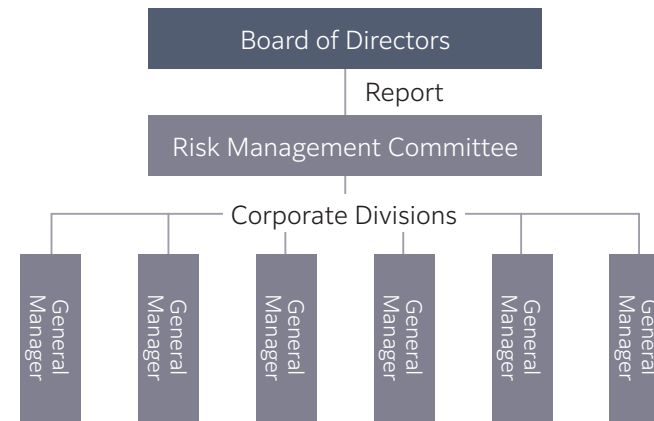 Board of Directors
Report
Risk Management Committee
Corporate Divisions
General
Manager
General
Manager
General
Manager
General
Manager
General
Manager
General
Manager